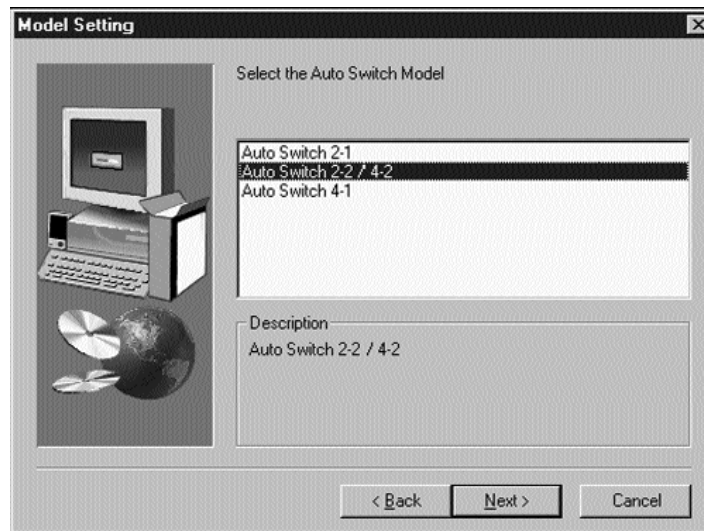 Model Setting
Select the Auto Switch Model
Auto Switch 2-1
Auto Switch 2-2 / 4-2
Auto Switch 4-1
Description
Auto Switch 2-2 / 4-2
< Back Next > Cancel